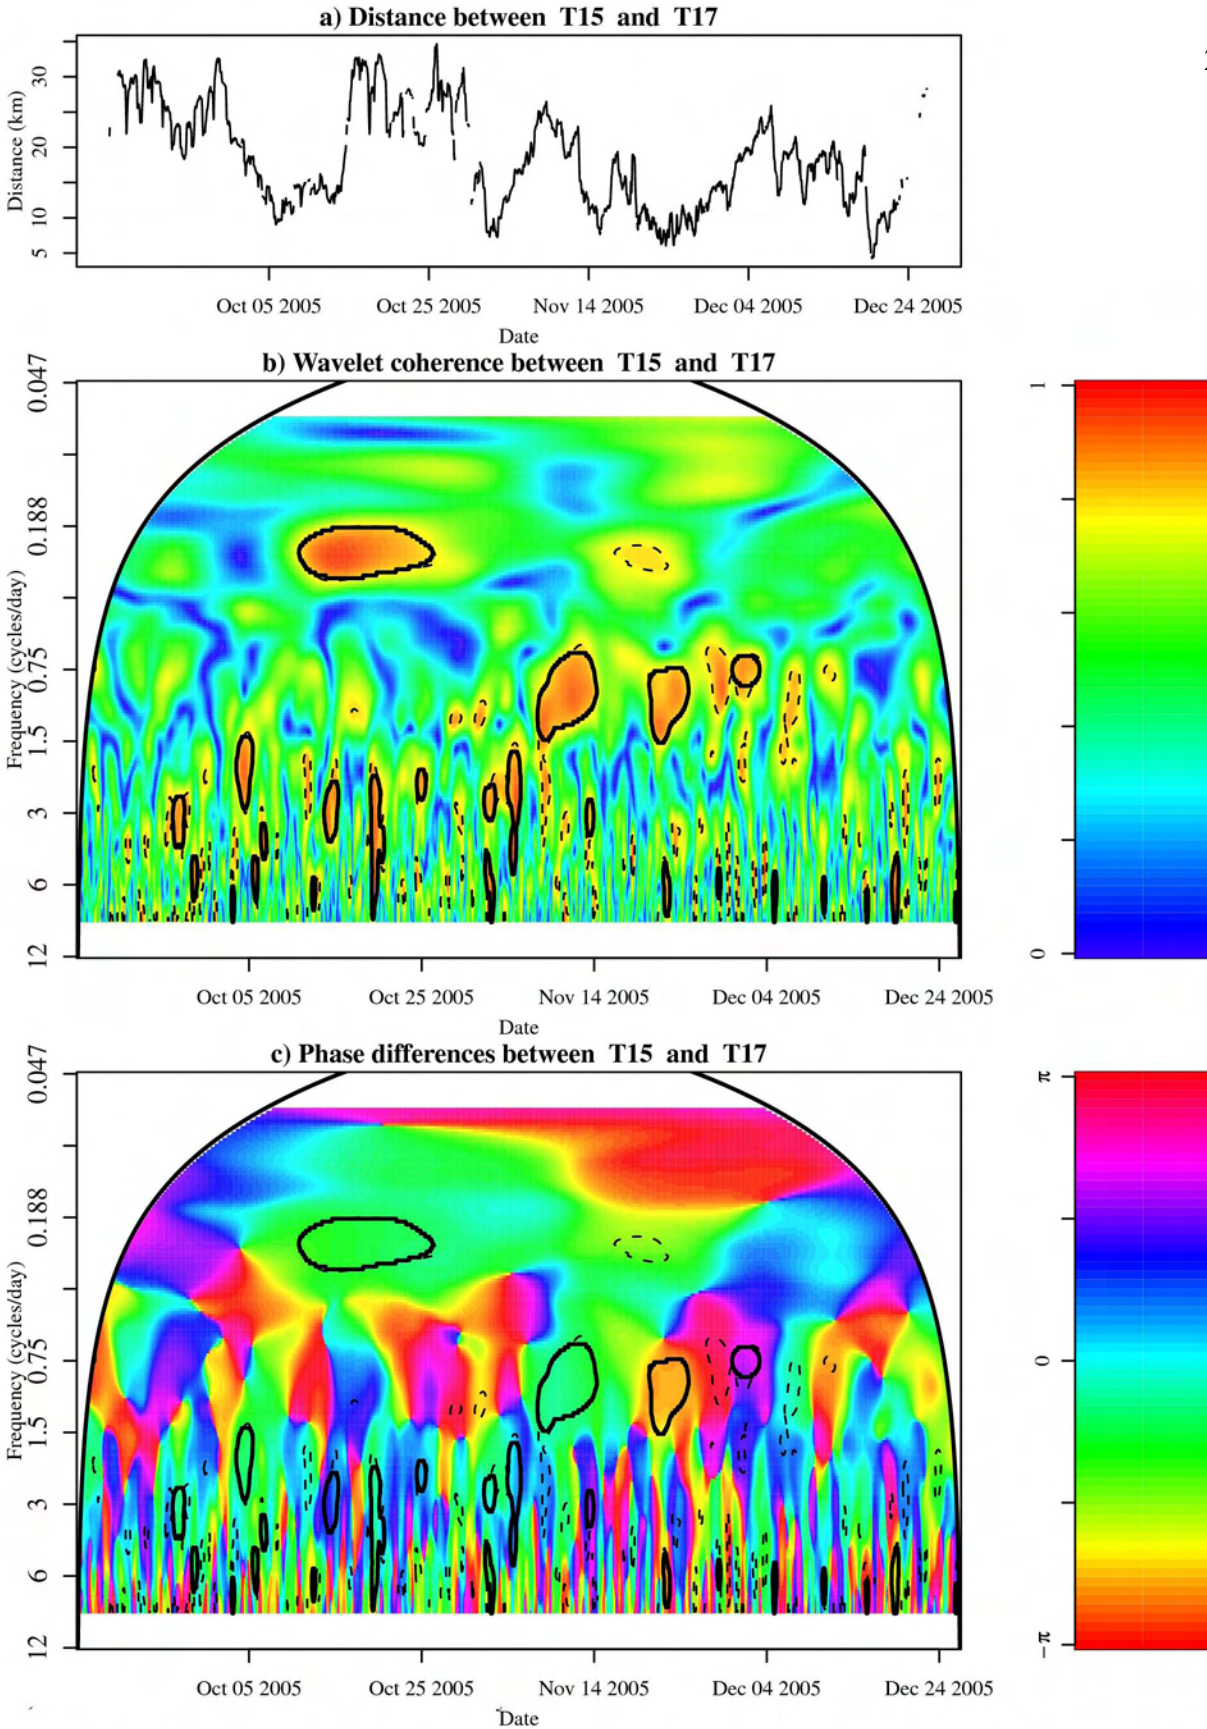 a) Distance between T15 and T17
2
Distance (km)
30
20
10
5
Oct 05 2005 Oct 25 2005 Nov 14 2005 Dec 04 2005 Dec 24 2005
Date
b) Wavelet coherence between T15 and T17
Frequency (cycles/day)
0.047
0.188
0.75
1.5
3
6
12
1
0
Oct 05 2005 Oct 25 2005 Nov 14 2005 Dec 04 2005 Dec 24 2005
Date
c) Phase differences between T15 and T17
Frequency (cycles/day)
0.047
0.188
0.75
1.5
3
6
12
π
0
−π
Oct 05 2005 Oct 25 2005 Nov 14 2005 Dec 04 2005 Dec 24 2005
Date